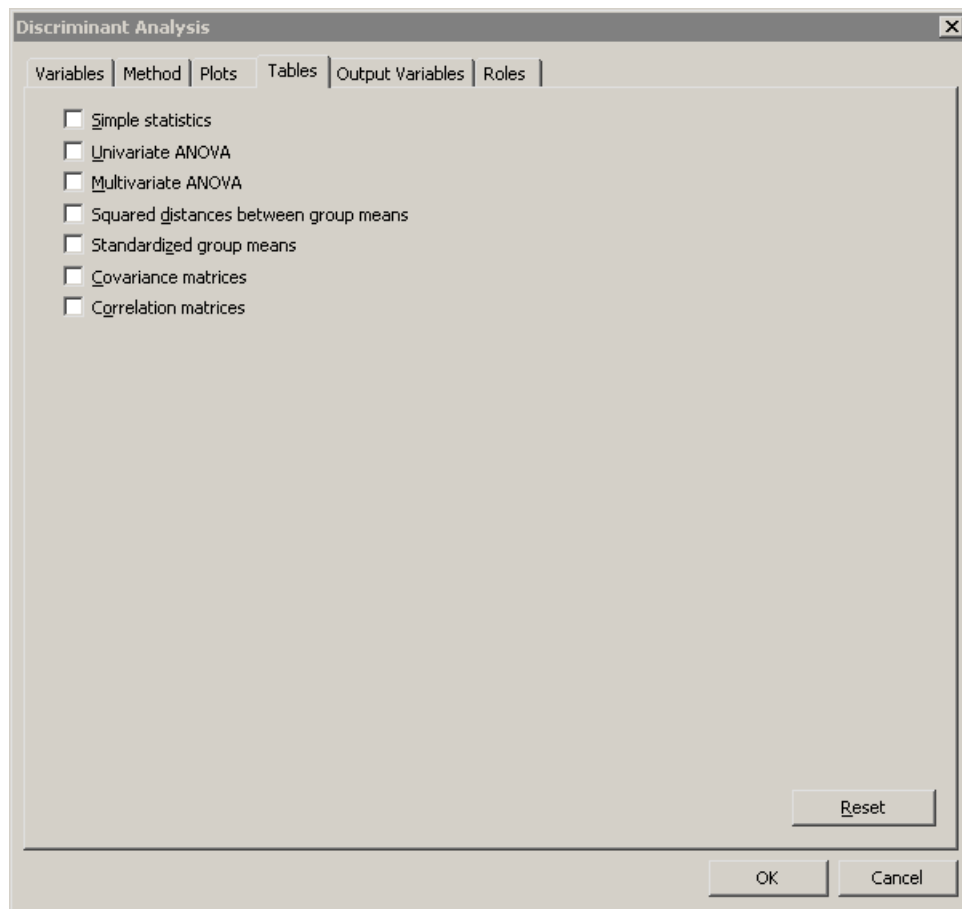 Discriminant Analysis
Variables Method Plots Tables Output Variables Roles
Simple statistics
Univariate ANOVA
Multivariate ANOVA
Squared distances between group means
Standardized group means
Covariance matrices
Correlation matrices
Reset
OK Cancel